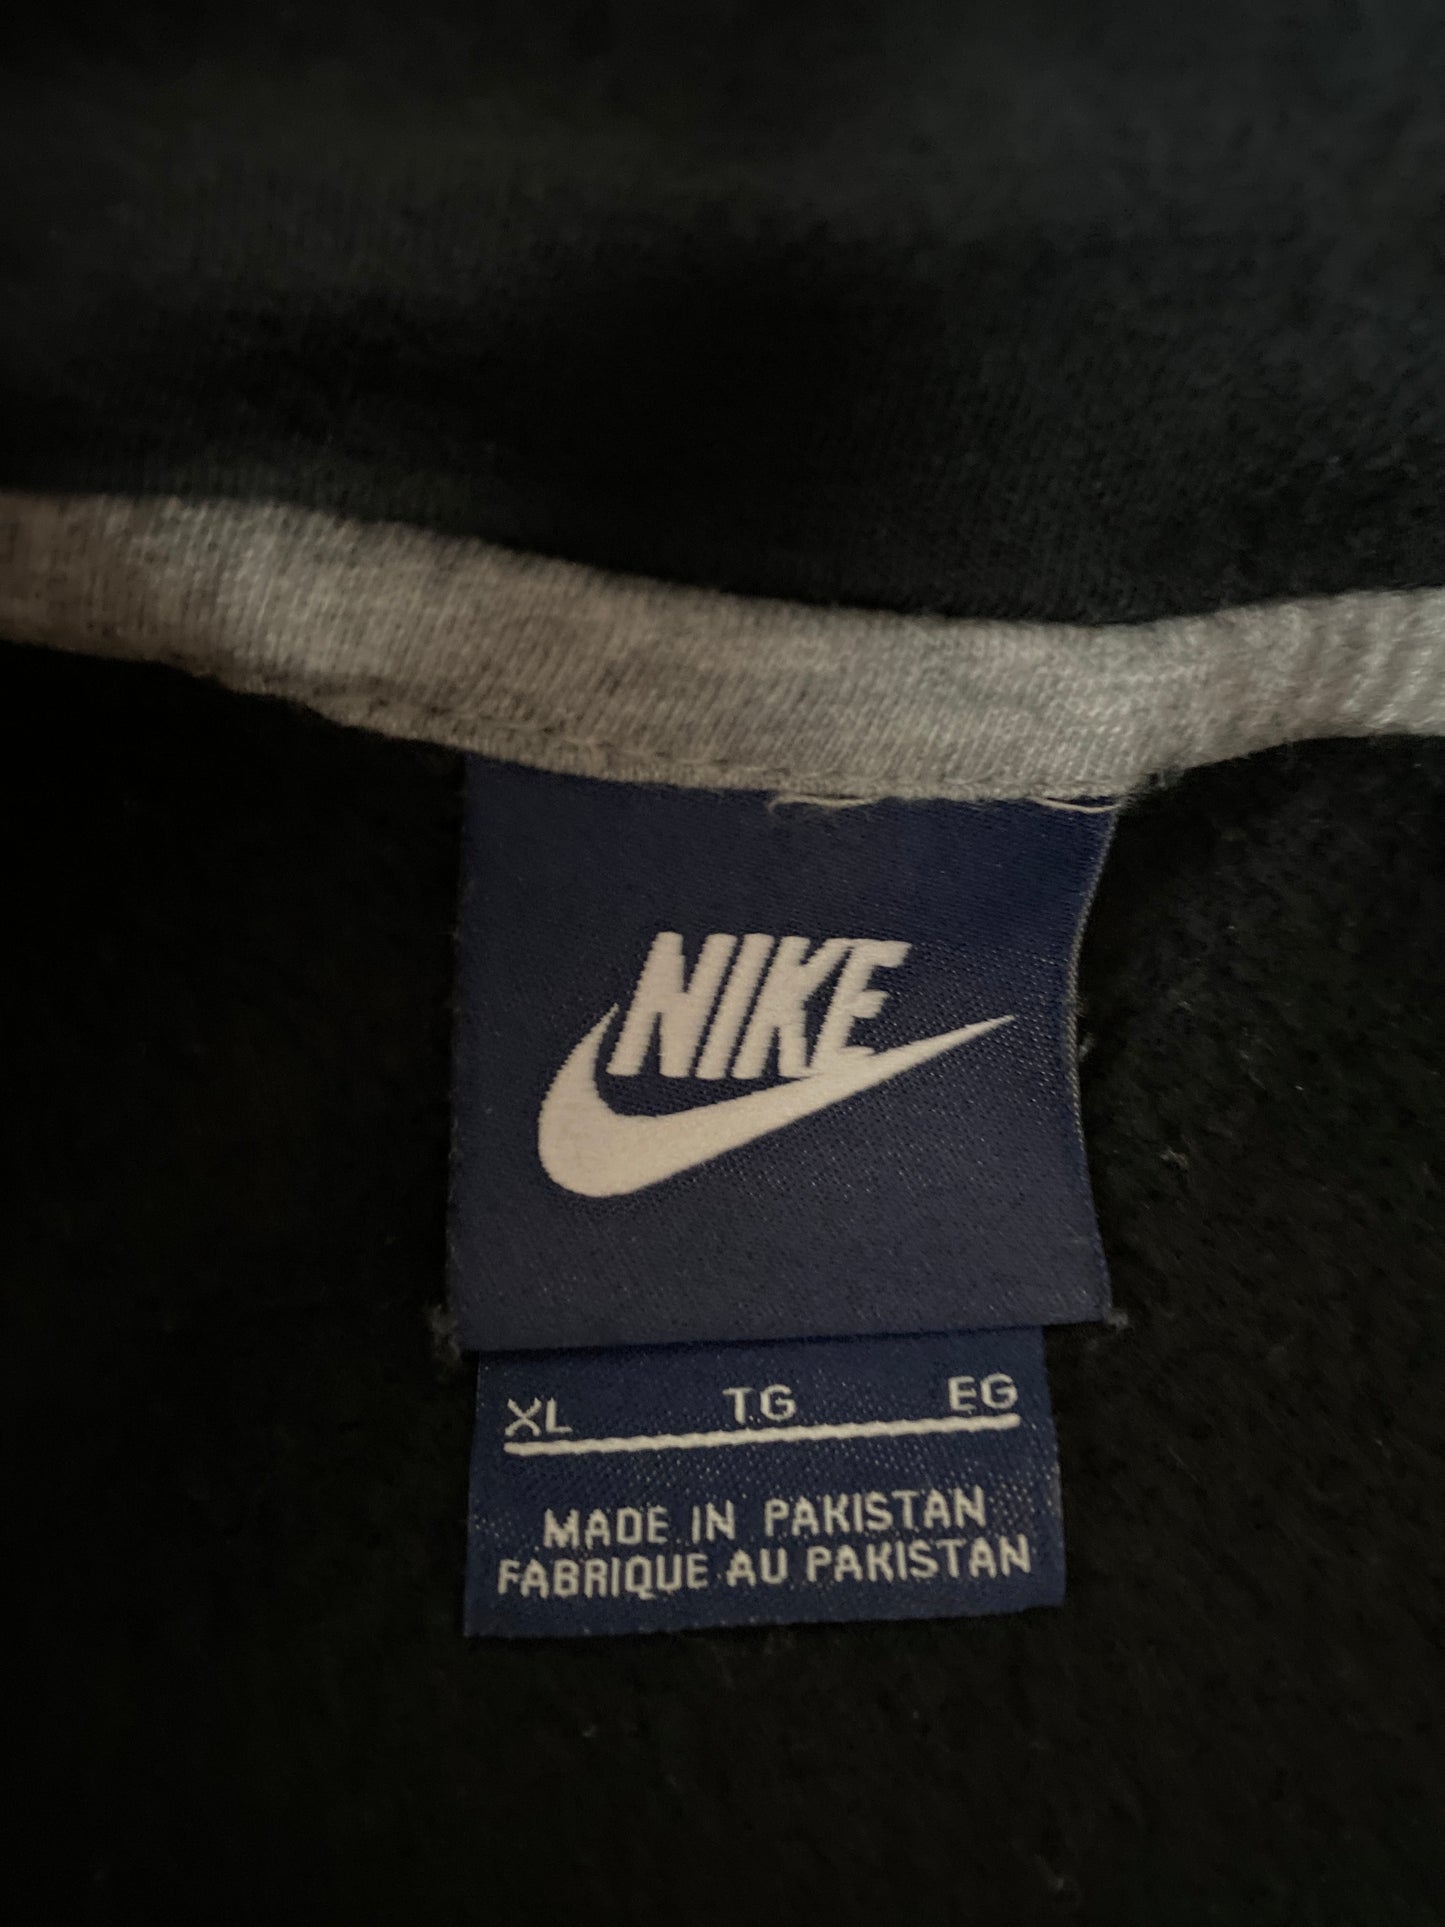 NIKE
XL TG EG
MADE IN PAKISTAN
FABRIQUE AU PAKISTAN